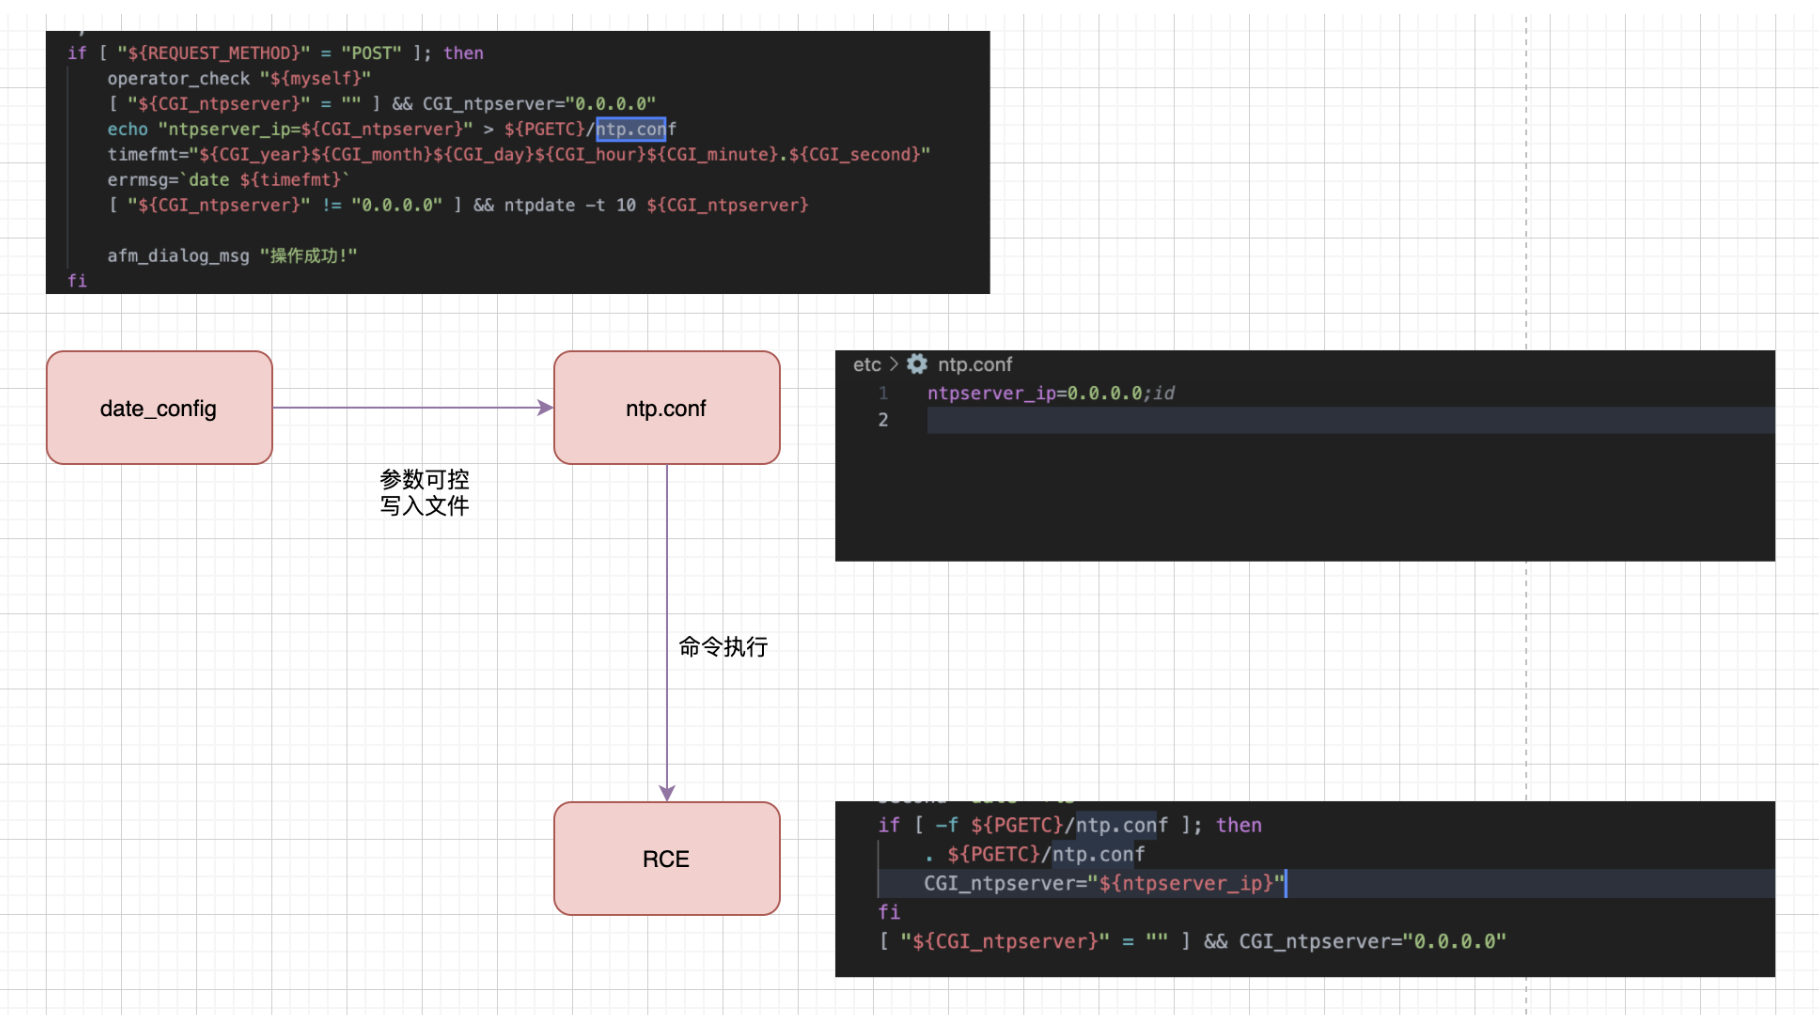 if [ "${REQUEST_METHOD}" = "POST" ]; then
operator_check "${myself}"
[ "${CGI_ntpserver}" = "" ] && CGI_ntpserver="0.0.0.0"
echo "ntpserver_ip=${CGI_ntpserver}" > ${PGETC}/ntp.conf
timefmt="${CGI_year}${CGI_month}${CGI_day}${CGI_hour}${CGI_minute}.${CGI_second}"
errmsg=`date ${timefmt}`
[ "${CGI_ntpserver}" != "0.0.0.0" ] && ntpdate -t 10 ${CGI_ntpserver}
afm_dialog_msg "操作成功!"
fi
date_config
ntp.conf
参数可控
写入文件
etc > ntp.conf
1 ntpserver_ip=0.0.0.0;id
2
命令执行
RCE
if [ -f ${PGETC}/ntp.conf ]; then
. ${PGETC}/ntp.conf
CGI_ntpserver="${ntpserver_ip}"
fi
[ "${CGI_ntpserver}" = "" ] && CGI_ntpserver="0.0.0.0"